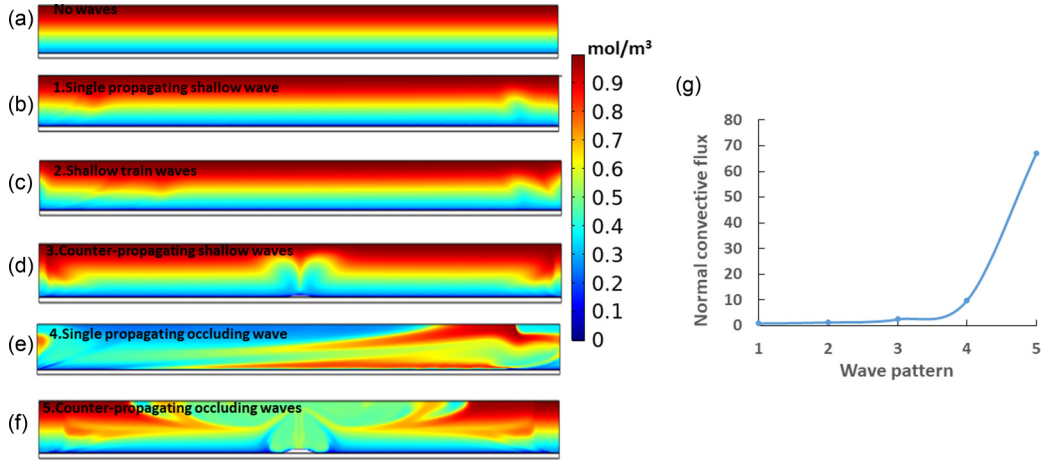 (a)
No waves
(b)
1.Single propagating shallow wave
(c)
2.Shallow train waves
(d)
3.Counter-propagating shallow waves
(e)
4.Single propagating occluding wave
(f)
5.Counter-propagating occluding waves
mol/m³
0.9
0.8
0.7
0.6
0.5
0.4
0.3
0.2
0.1
0
(g)
Normal convective flux
80
70
60
50
40
30
20
10
0
1 2 3 4 5
Wave pattern